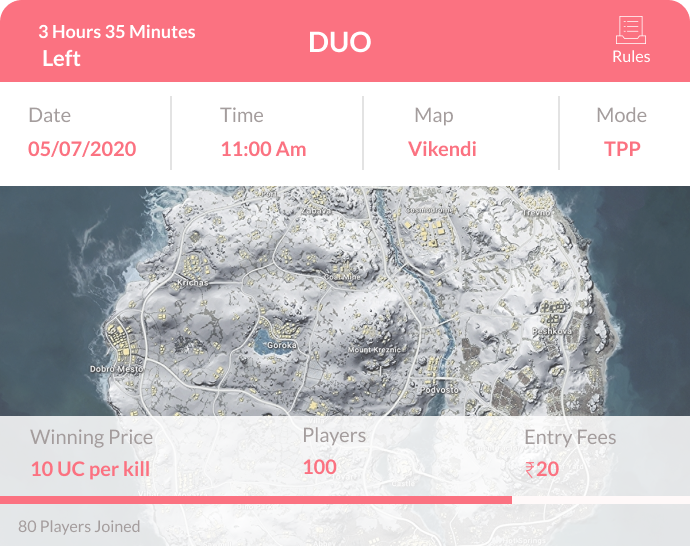 3 Hours 35 Minutes
Left
DUO
Rules
Date
Time
Map
Mode
05/07/2020
11:00 Am
Vikendi
TPP
Zabava
Cosmodrome
Trevno
Krichas
Coal Mine
Goroka
Mount Kreznic
Peshkova
Dobro Mesto
Podvosto
Winning Price
Players
Entry Fees
10 UC per kill
100
₹20
80 Players Joined